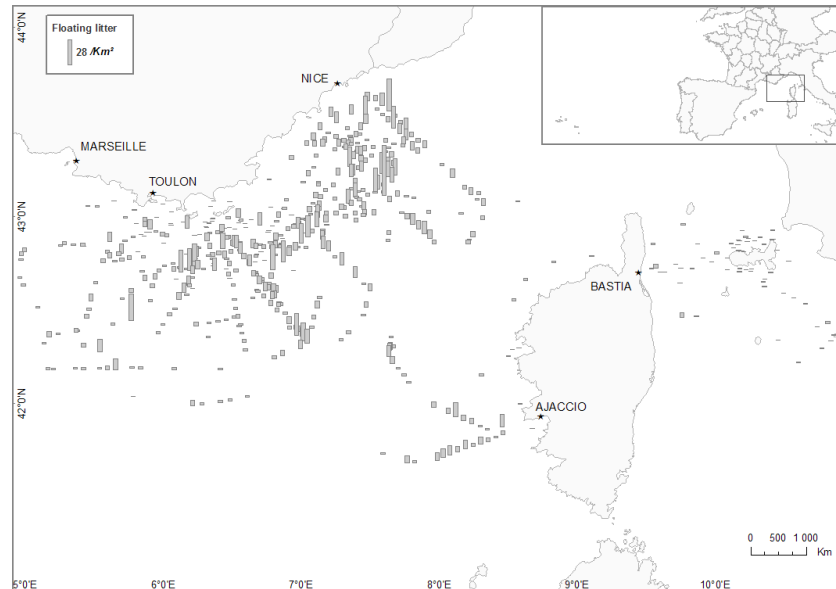 44°0'N
Floating litter
28 /Km²
NICE
MARSEILLE
TOULON
43°0'N
BASTIA
42°0'N
AJACCIO
0 500 1 000
Km
5°0'E 6°0'E 7°0'E 8°0'E 9°0'E 10°0'E